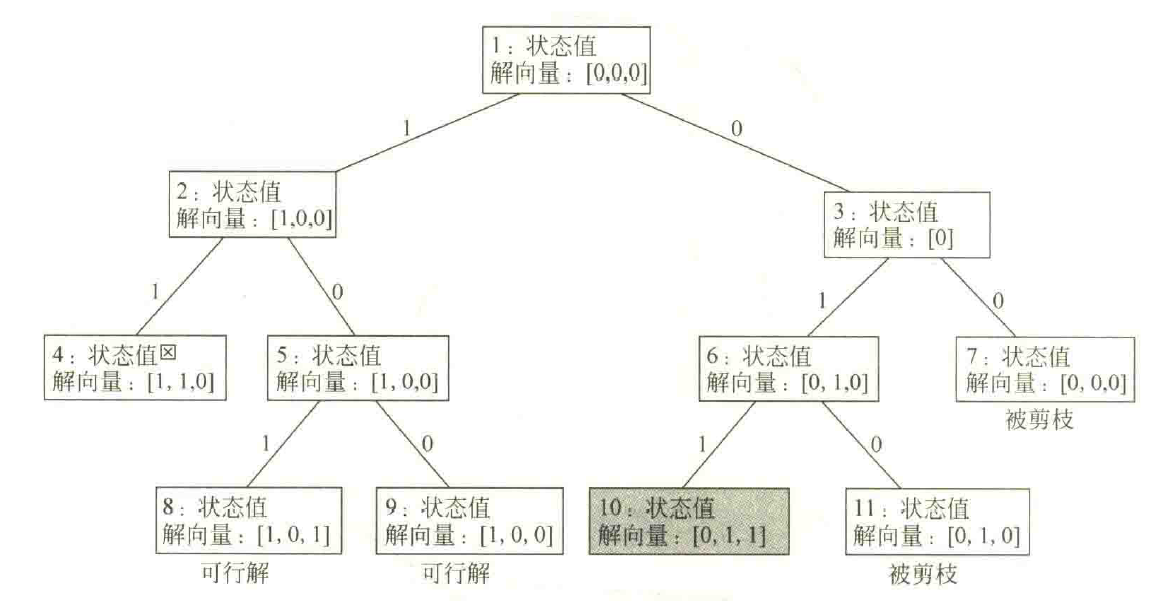 1：状态值
解向量：[0,0,0]
1
0
2：状态值
解向量：[1,0,0]
3：状态值
解向量：[0]
1
0
1
0
4：状态值☒
解向量：[1, 1,0]
5：状态值
解向量：[1, 0,0]
6：状态值
解向量：[0, 1,0]
7：状态值
解向量：[0, 0,0]
被剪枝
1
0
1
0
8：状态值
解向量：[1, 0, 1]
可行解
9：状态值
解向量：[1, 0, 0]
可行解
10：状态值
解向量：[0, 1, 1]
11：状态值
解向量：[0, 1, 0]
被剪枝